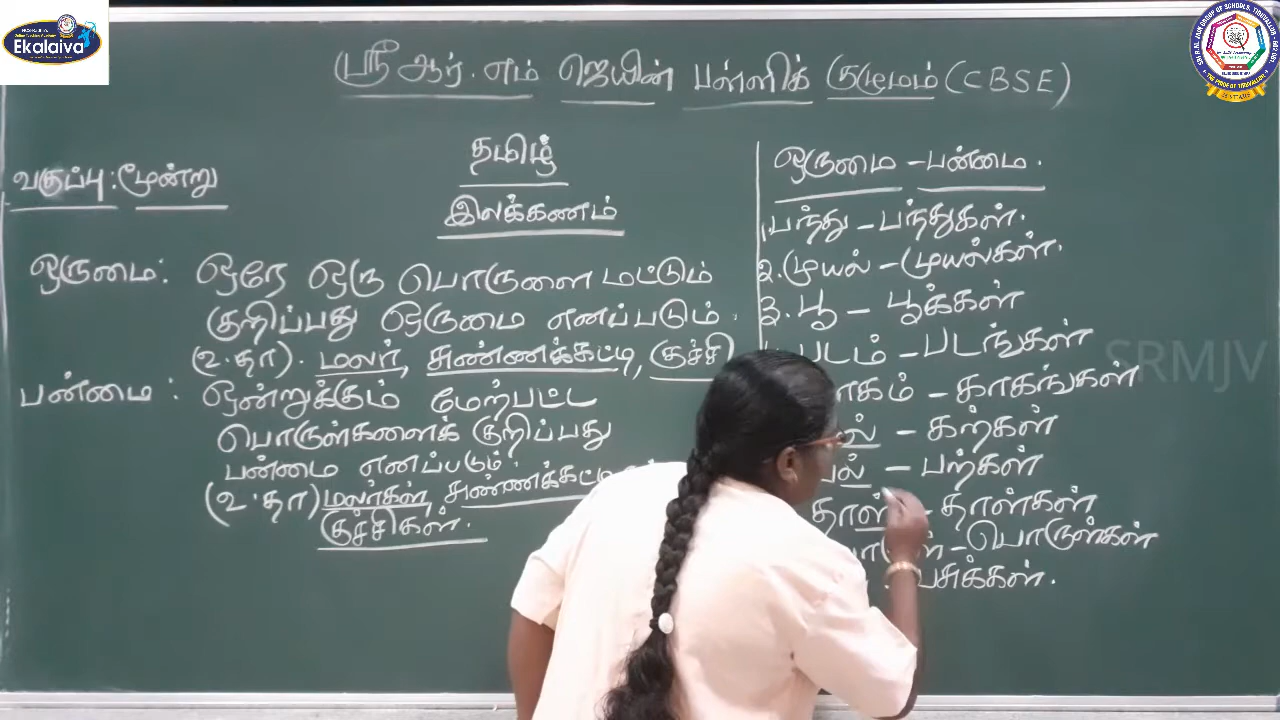 Ekalaiva
ஸ்ரீ ஆர்.எம் ஜெயின் பள்ளிக் குழுமம் (CBSE)
தமிழ்
வகுப்பு: மூன்று
இலக்கணம்
ஒருமை: ஒரே ஒரு பொருளை மட்டும்
குறிப்பது ஒருமை எனப்படும்.
(உ.தா). மலர், சுண்ணக்கட்டி, குச்சி
பன்மை: ஒன்றுக்கும் மேற்பட்ட
பொருள்களைக் குறிப்பது
பன்மை எனப்படும்.
(உ.தா) மலர்கள், சுண்ணக்கட்டி
குச்சிகள்.
ஒருமை - பன்மை.
1. பந்து - பந்துகள்.
2. முயல் - முயல்கள்.
3. பூ - பூக்கள்
படம் - படங்கள்
காகம் - காகங்கள்
ல் - கற்கள்
பல் - பற்கள்
தாள் - தாள்கள்
- பொருள்கள்
பசிக்கள்.
SRMJV